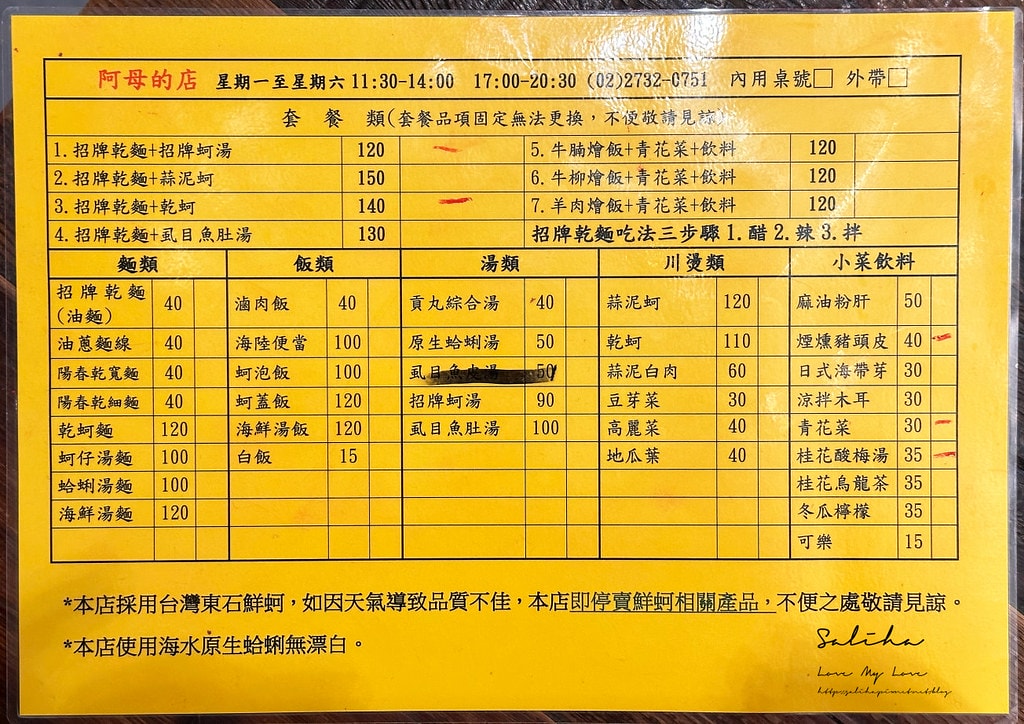 阿母的店 星期一至星期六 11:30-14:00 17:00-20:30 (02)2732-0751 內用桌號□ 外帶□
套 餐 類(套餐品項固定無法更換，不便敬請見諒)
1.招牌乾麵+招牌蚵湯 120 5.牛腩燴飯+青花菜+飲料 120
2.招牌乾麵+蒜泥蚵 150 6.牛柳燴飯+青花菜+飲料 120
3.招牌乾麵+乾蚵 140 7.羊肉燴飯+青花菜+飲料 120
4.招牌乾麵+虱目魚肚湯 130 招牌乾麵吃法三步驟 1.醋 2.辣 3.拌
麵類 飯類 湯類 川燙類 小菜飲料
招牌乾麵(油麵) 40 滷肉飯 40 貢丸綜合湯 40 蒜泥蚵 120 麻油粉肝 50
油蔥麵線 40 海陸便當 100 原生蛤蜊湯 50 乾蚵 110 煙燻豬頭皮 40
陽春乾寬麵 40 蚵泡飯 100 虱目魚皮湯 50 蒜泥白肉 60 日式海帶芽 30
陽春乾細麵 40 蚵蓋飯 120 招牌蚵湯 90 豆芽菜 30 涼拌木耳 30
乾蚵麵 120 海鮮湯飯 120 虱目魚肚湯 100 高麗菜 40 青花菜 30
蚵仔湯麵 100 白飯 15 地瓜葉 40 桂花酸梅湯 35
蛤蜊湯麵 100 桂花烏龍茶 35
海鮮湯麵 120 冬瓜檸檬 35
可樂 15
*本店採用台灣東石鮮蚵，如因天氣導致品質不佳，本店即停賣鮮蚵相關產品，不便之處敬請見諒。
*本店使用海水原生蛤蜊無漂白。
Saliha
Love My Love